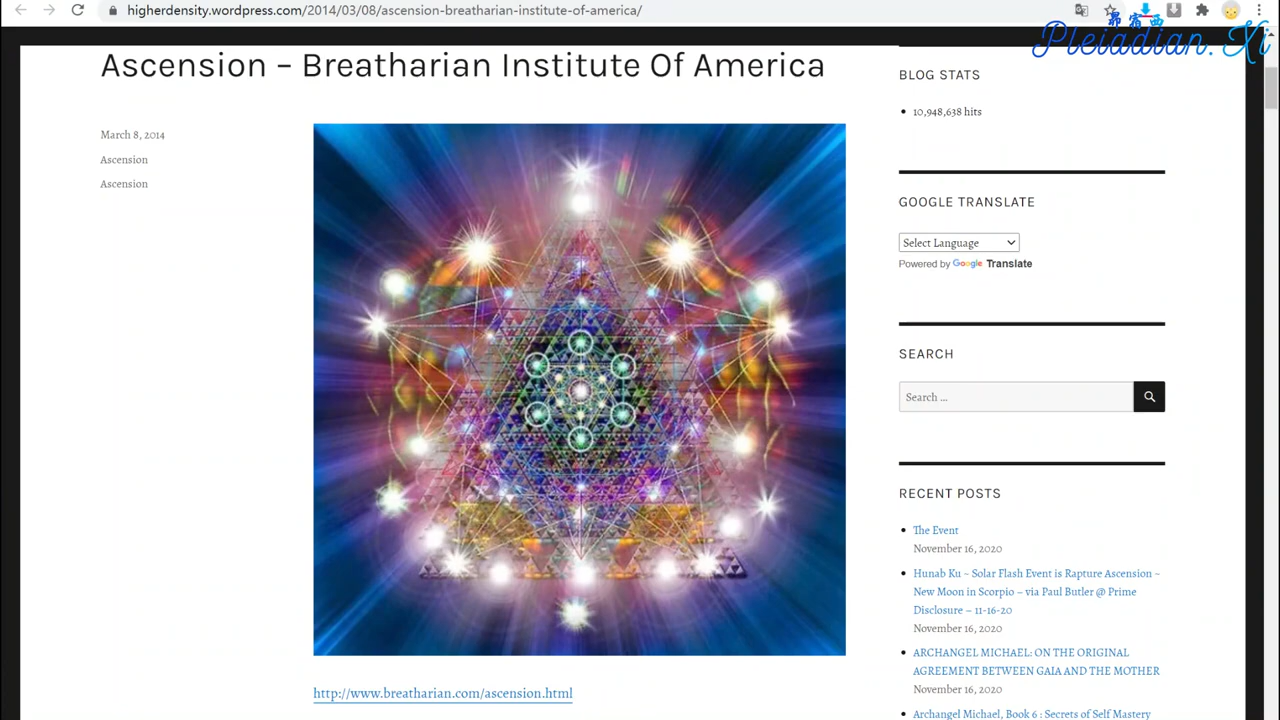 higherdensity.wordpress.com/2014/03/08/ascension-breatharian-institute-of-america/
昴宿西
Pleiadian.Xi
Ascension – Breatharian Institute Of America
March 8, 2014
Ascension
Ascension
http://www.breatharian.com/ascension.html
BLOG STATS
10,948,638 hits
GOOGLE TRANSLATE
Select Language
Powered by Google Translate
SEARCH
Search …
RECENT POSTS
The Event
November 16, 2020
Hunab Ku – Solar Flash Event is Rapture Ascension –
New Moon in Scorpio – via Paul Butler @ Prime
Disclosure – 11-16-20
November 16, 2020
ARCHANGEL MICHAEL: ON THE ORIGINAL
AGREEMENT BETWEEN GAIA AND THE MOTHER
November 16, 2020
Archangel Michael, Book 6 : Secrets of Self Mastery